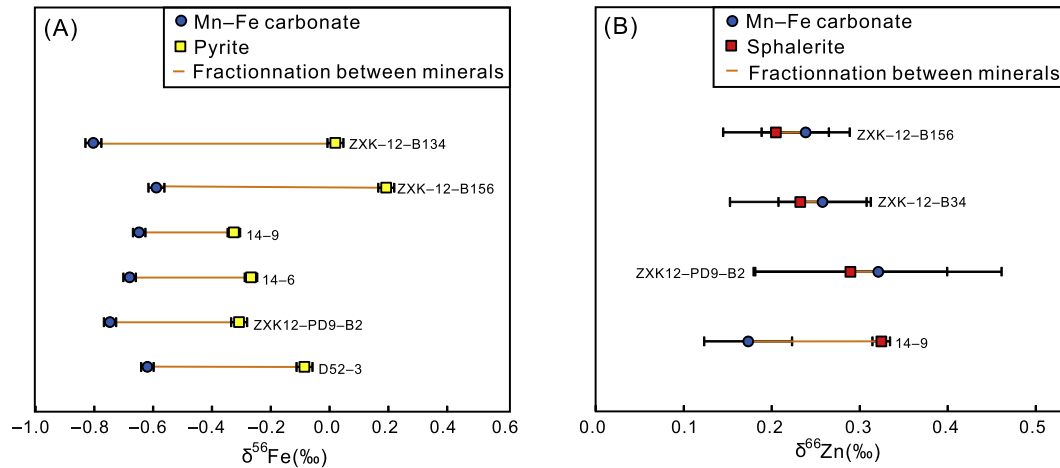 (A)
Mn–Fe carbonate
Pyrite
Fractionnation between minerals
ZXK–12–B134
ZXK–12–B156
14–9
14–6
ZXK12–PD9–B2
D52–3
–1.0 –0.8 –0.6 –0.4 –0.2 0.0 0.2 0.4 0.6
δ56Fe(‰)
(B)
Mn–Fe carbonate
Sphalerite
Fractionnation between minerals
ZXK–12–B156
ZXK–12–B34
ZXK12–PD9–B2
14–9
0.0 0.1 0.2 0.3 0.4 0.5
δ66Zn(‰)